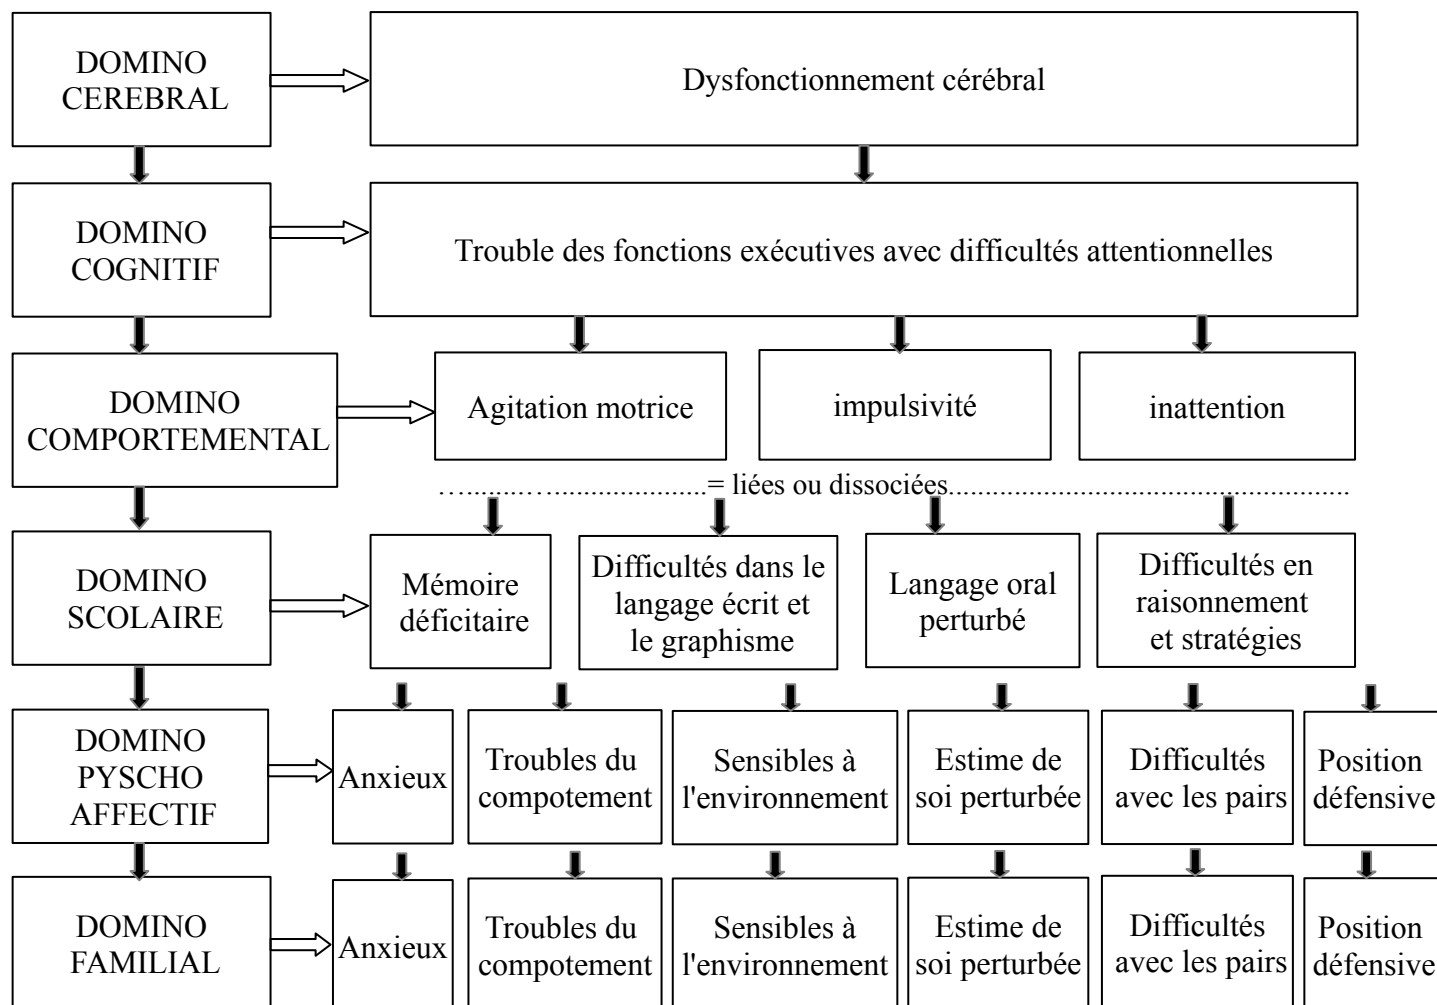 DOMINO
CEREBRAL
Dysfonctionnement cérébral
DOMINO
COGNITIF
Trouble des fonctions exécutives avec difficultés attentionnelles
DOMINO
COMPORTEMENTAL
Agitation motrice
impulsivité
inattention
…......…......................= liées ou dissociées..........................................................
DOMINO
SCOLAIRE
Mémoire
déficitaire
Difficultés dans le
langage écrit et
le graphisme
Langage oral
perturbé
Difficultés en
raisonnement
et stratégies
DOMINO
PYSCHO
AFFECTIF
Anxieux
Troubles du
compotement
Sensibles à
l'environnement
Estime de
soi perturbée
Difficultés
avec les pairs
Position
défensive
DOMINO
FAMILIAL
Anxieux
Troubles du
compotement
Sensibles à
l'environnement
Estime de
soi perturbée
Difficultés
avec les pairs
Position
défensive